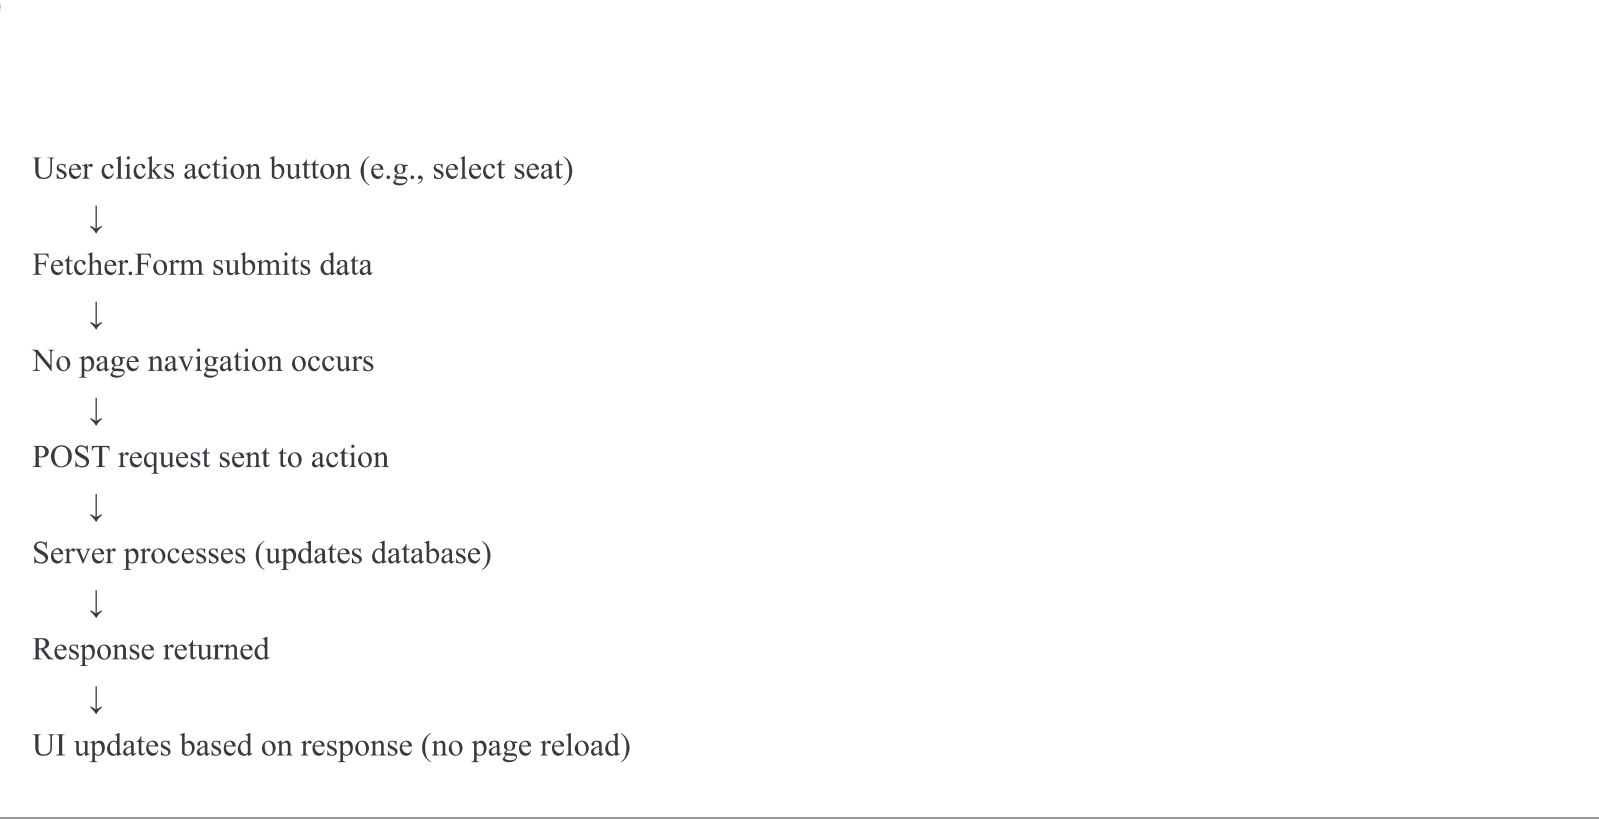 User clicks action button (e.g., select seat)
↓
Fetcher.Form submits data
↓
No page navigation occurs
↓
POST request sent to action
↓
Server processes (updates database)
↓
Response returned
↓
UI updates based on response (no page reload)